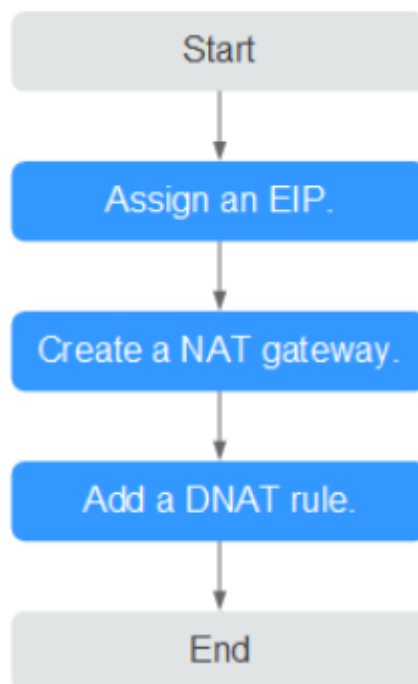 Start
Assign an EIP.
Create a NAT gateway.
Add a DNAT rule.
End